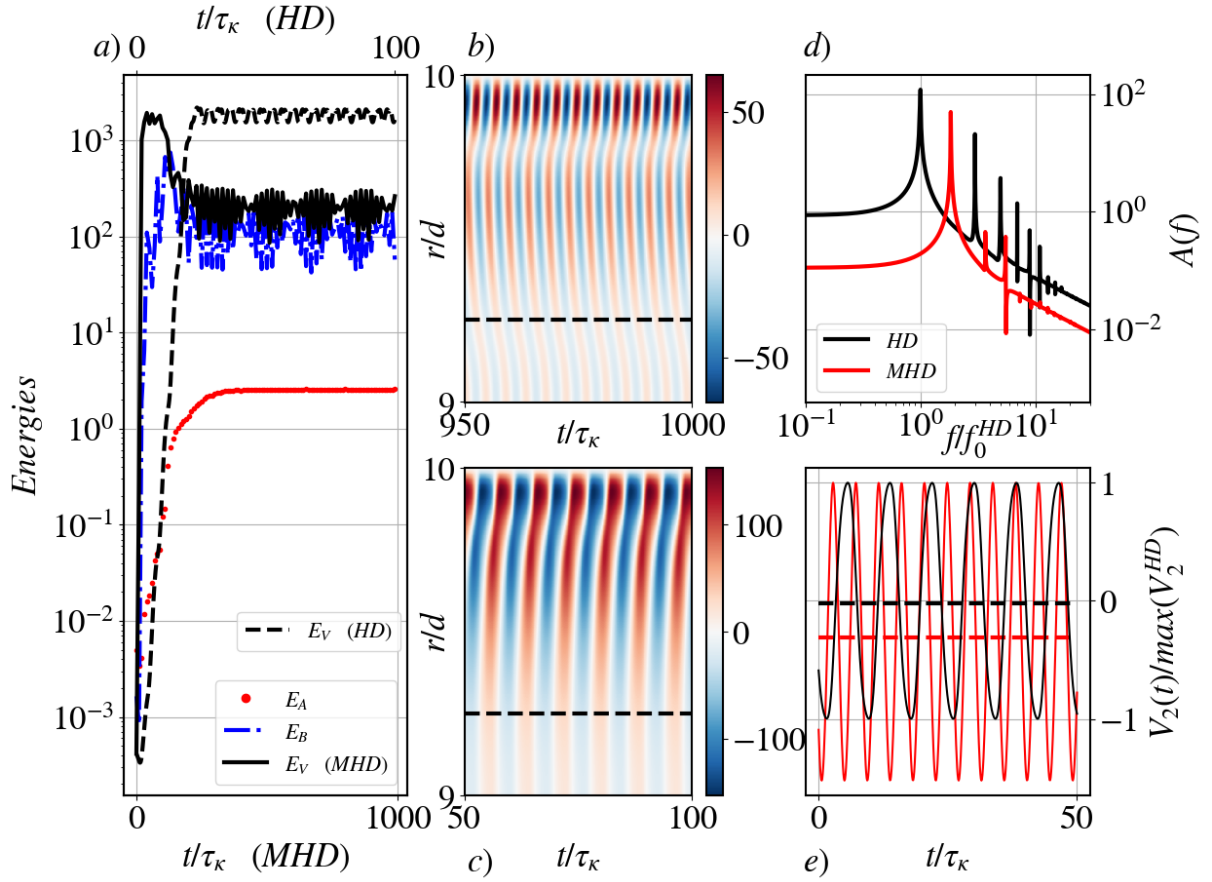 a)
t/τκ (HD)
0
100
10³
10²
10¹
10⁰
10⁻¹
10⁻²
10⁻³
Energies
E_V (HD)
E_A
E_B
E_V (MHD)
0
1000
t/τκ (MHD)
b)
10
9
r/d
950
1000
t/τκ
50
0
−50
c)
10
9
r/d
50
100
t/τκ
100
0
−100
d)
10²
10⁰
10⁻²
A(f)
HD
MHD
10⁻¹
10⁰
10¹
f/f₀^{HD}
e)
1
0
−1
V₂(t)/max(V₂^{HD})
0
50
t/τκ